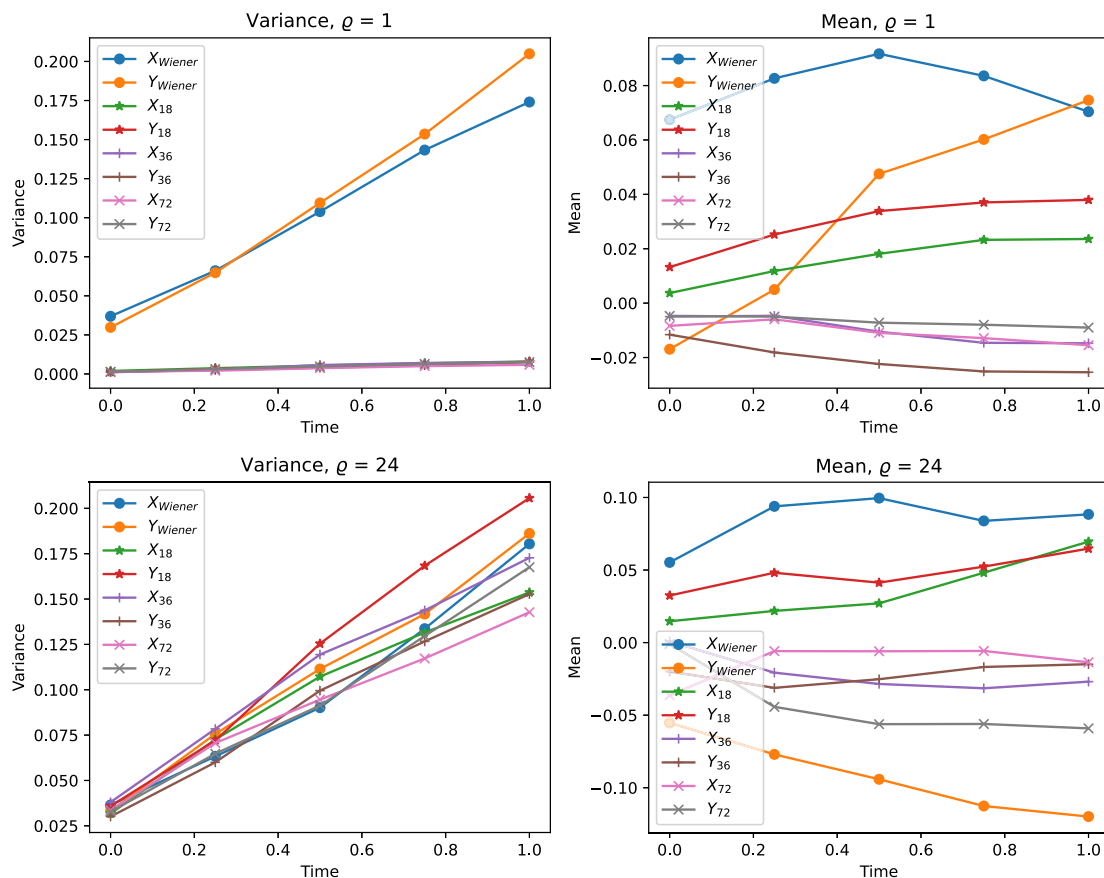 Variance, ϱ = 1
0.200
0.175
0.150
0.125
0.100
0.075
0.050
0.025
0.000
Variance
X_Wiener
Y_Wiener
X_18
Y_18
X_36
Y_36
X_72
Y_72
0.0 0.2 0.4 0.6 0.8 1.0
Time
Mean, ϱ = 1
0.08
0.06
0.04
0.02
0.00
−0.02
Mean
X_Wiener
Y_Wiener
X_18
Y_18
X_36
Y_36
X_72
Y_72
0.0 0.2 0.4 0.6 0.8 1.0
Time
Variance, ϱ = 24
0.200
0.175
0.150
0.125
0.100
0.075
0.050
0.025
Variance
X_Wiener
Y_Wiener
X_18
Y_18
X_36
Y_36
X_72
Y_72
0.0 0.2 0.4 0.6 0.8 1.0
Time
Mean, ϱ = 24
0.10
0.05
0.00
−0.05
−0.10
Mean
X_Wiener
Y_Wiener
X_18
Y_18
X_36
Y_36
X_72
Y_72
0.0 0.2 0.4 0.6 0.8 1.0
Time